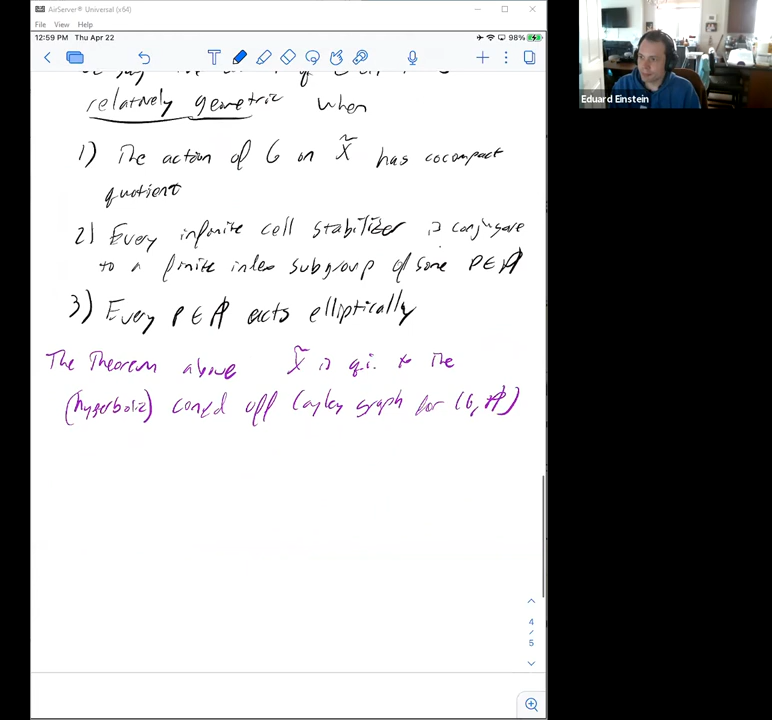 AirServer Universal (x64)
File View Help
12:59 PM Thu Apr 22
98%
T
relatively geometric when
1) The action of G on X̃ has cocompact
quotient
2) Every infinite cell stabilizer is conjugate
to a finite index subgroup of some P∈𝒫
3) Every P∈𝒫 acts elliptically
The Theorem above X̃ is q.i. to the
(hyperbolic) coned off Cayley graph for (G,𝒫)
4
/
5
Eduard Einstein